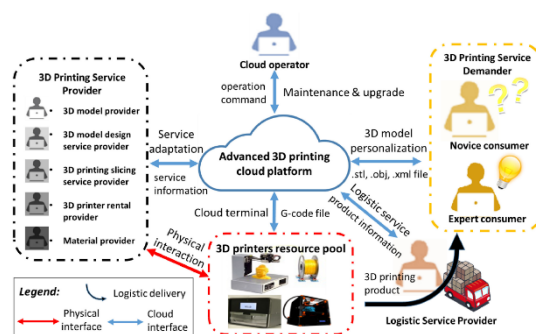 Cloud operator
operation
command
Maintenance & upgrade
3D Printing Service
Provider
3D model provider
3D model design
service provider
3D printing slicing
service provider
3D printer rental
provider
Material provider
Service
adaptation
service
information
Advanced 3D printing
cloud platform
3D model
personalization
.stl, .obj, .xml file
3D Printing Service
Demander
??
Novice consumer
Expert consumer
Cloud terminal
G-code file
Logistic service
product information
Physical
interaction
3D printers resource pool
3D printing
product
Logistic Service Provider
Legend:
Logistic delivery
Physical
interface
Cloud
interface